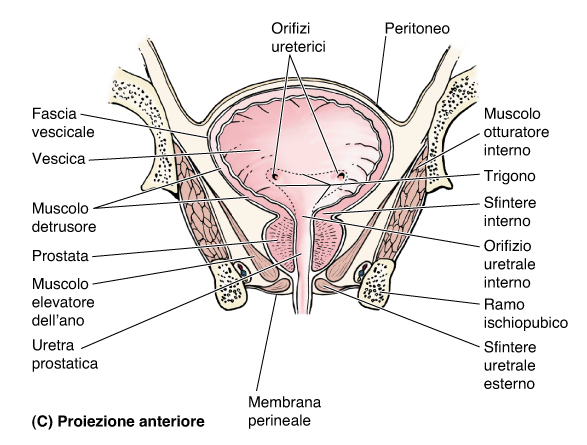 Orifizi
ureterici
Peritoneo
Fascia
vescicale
Vescica
Muscolo
detrusore
Prostata
Muscolo
elevatore
dell'ano
Uretra
prostatica
Muscolo
otturatore
interno
Trigono
Sfintere
interno
Orifizio
uretrale
interno
Ramo
ischiopubico
Sfintere
uretrale
esterno
Membrana
perineale
(C) Proiezione anteriore